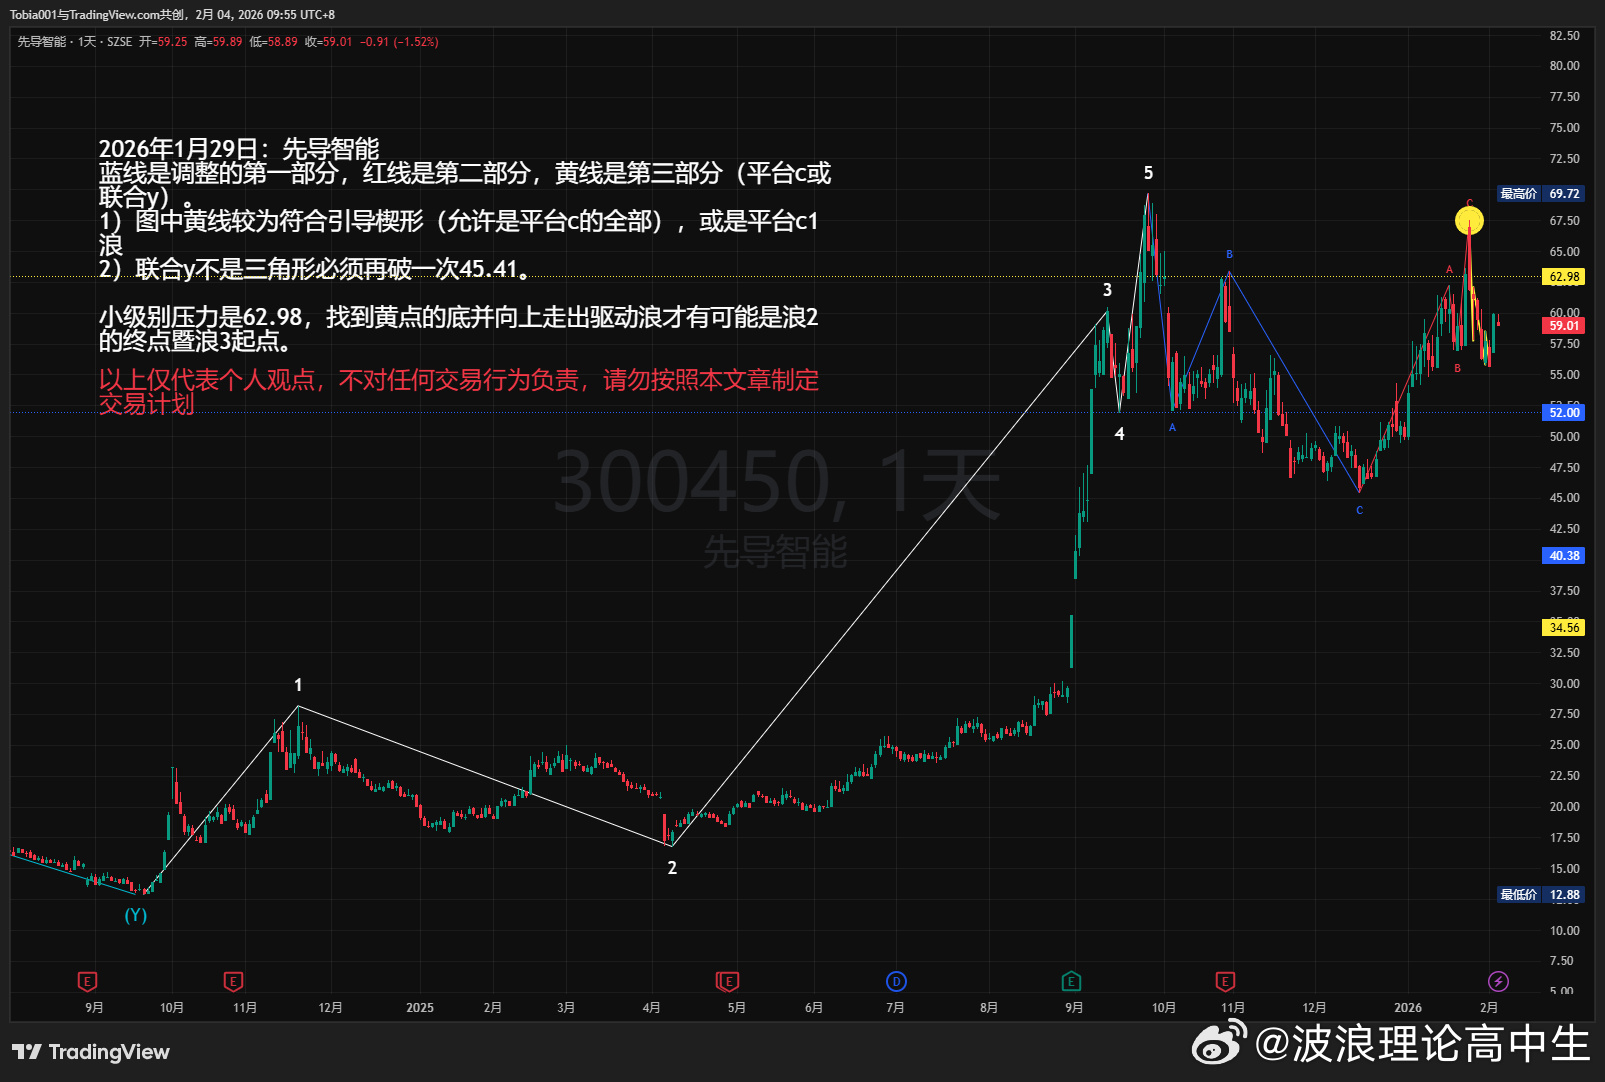 Tobia001与TradingView.com共创，2月 04, 2026 09:55 UTC+8
先导智能 · 1天 · SZSE 开=59.25 高=59.89 低=58.89 收=59.01 −0.91 (−1.52%)
2026年1月29日：先导智能
蓝线是调整的第一部分，红线是第二部分，黄线是第三部分（平台c或
联合y）。
1）图中黄线较为符合引导楔形（允许是平台c的全部），或是平台c1
浪
2）联合y不是三角形必须再破一次45.41。
小级别压力是62.98，找到黄点的底并向上走出驱动浪才有可能是浪2
的终点暨浪3起点。
以上仅代表个人观点，不对任何交易行为负责，请勿按照本文章制定
交易计划
300450, 1天
先导智能
(Y)
1
2
3
4
5
A
B
C
A
B
C
82.50
80.00
77.50
75.00
72.50
最高价 69.72
67.50
65.00
62.98
60.00
59.01
57.50
55.00
52.00
50.00
47.50
45.00
42.50
40.38
37.50
34.56
32.50
30.00
27.50
25.00
22.50
20.00
17.50
15.00
最低价 12.88
10.00
7.50
5.00
E E E D E E
9月 10月 11月 12月 2025 2月 3月 4月 5月 6月 7月 8月 9月 10月 11月 12月 2026 2月
TradingView
@波浪理论高中生